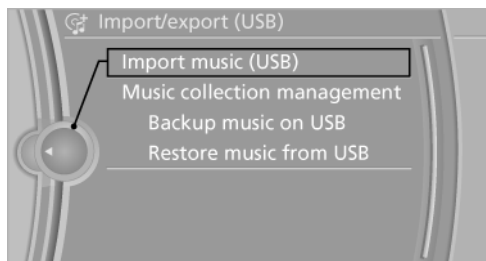 Import/export (USB)
Import music (USB)
Music collection management
Backup music on USB
Restore music from USB